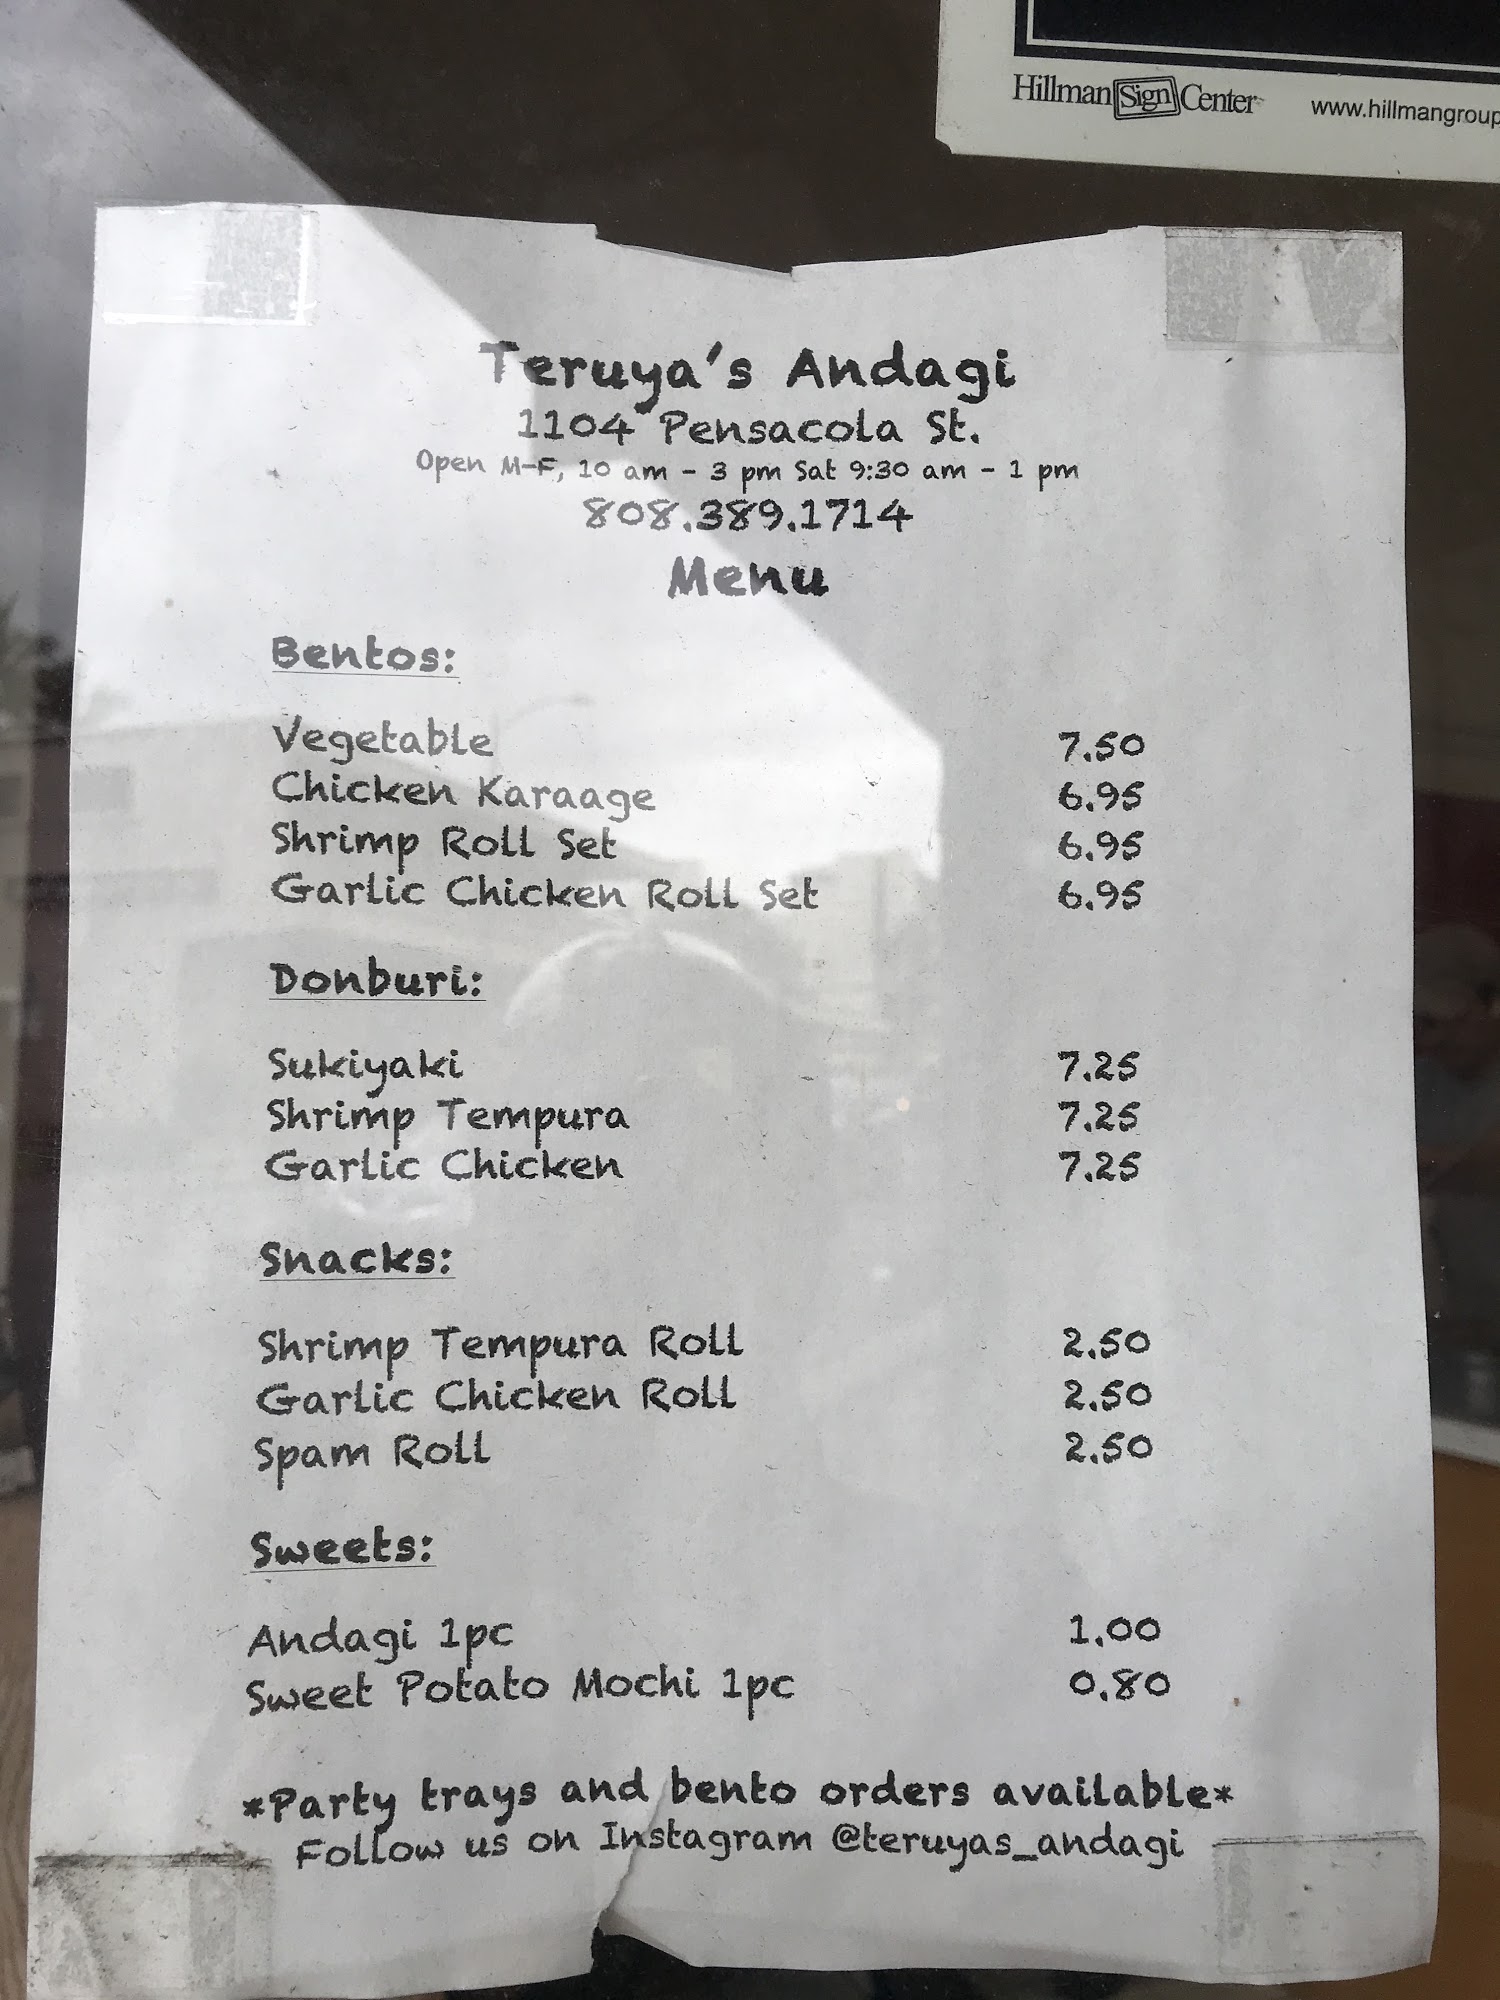 Hillman Sign Center www.hillmangroup
Teruya's Andagi
1104 Pensacola St.
Open M-F, 10 am - 3 pm Sat 9:30 am - 1 pm
808.389.1714
Menu
Bentos:
Vegetable 7.50
Chicken Karaage 6.95
Shrimp Roll Set 6.95
Garlic Chicken Roll Set 6.95
Donburi:
Sukiyaki 7.25
Shrimp Tempura 7.25
Garlic Chicken 7.25
Snacks:
Shrimp Tempura Roll 2.50
Garlic Chicken Roll 2.50
Spam Roll 2.50
Sweets:
Andagi 1pc 1.00
Sweet Potato Mochi 1pc 0.80
*Party trays and bento orders available*
Follow us on Instagram @teruyas_andagi